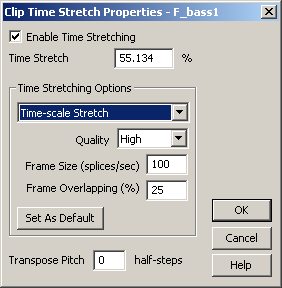 Clip Time Stretch Properties - F_bass1
Enable Time Stretching
Time Stretch 55.134 %
Time Stretching Options
Time-scale Stretch
Quality High
Frame Size (splices/sec) 100
Frame Overlapping (%) 25
Set As Default
OK
Cancel
Transpose Pitch 0 half-steps
Help